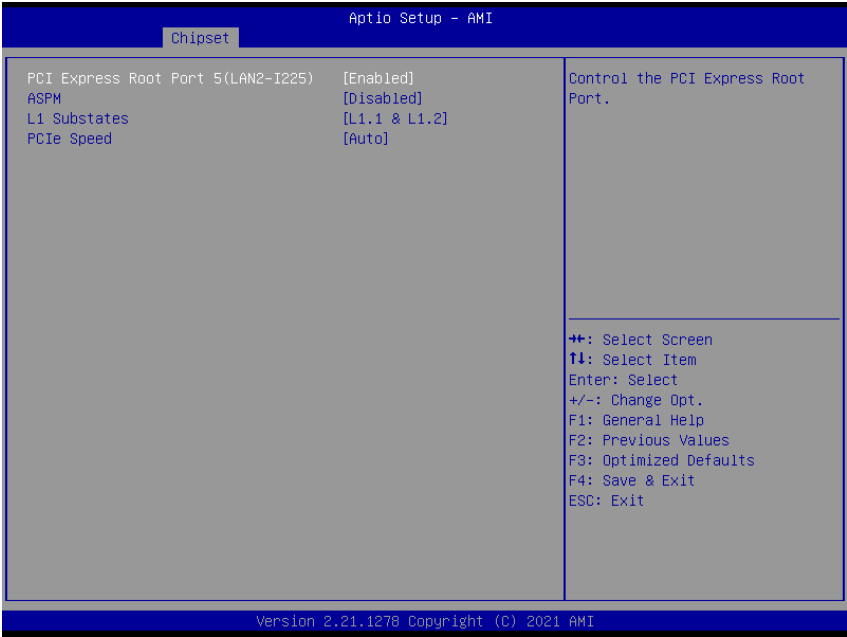 Aptio Setup – AMI
Chipset
PCI Express Root Port 5(LAN2-I225) [Enabled]
ASPM [Disabled]
L1 Substates [L1.1 & L1.2]
PCIe Speed [Auto]
Control the PCI Express Root
Port.
→←: Select Screen
↑↓: Select Item
Enter: Select
+/-: Change Opt.
F1: General Help
F2: Previous Values
F3: Optimized Defaults
F4: Save & Exit
ESC: Exit
Version 2.21.1278 Copyright (C) 2021 AMI